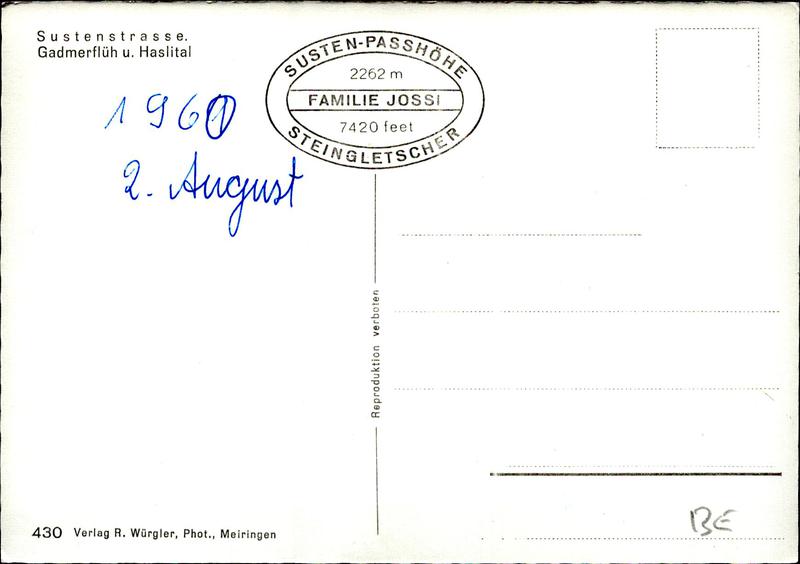 Sustenstrasse.
Gadmerflüh u. Haslital
SUSTEN-PASSHÖHE
2262 m
FAMILIE JOSSI
7420 feet
STEINGLETSCHER
1961
2. August
Reproduktion verboten
BE
430 Verlag R. Würgler, Phot., Meiringen